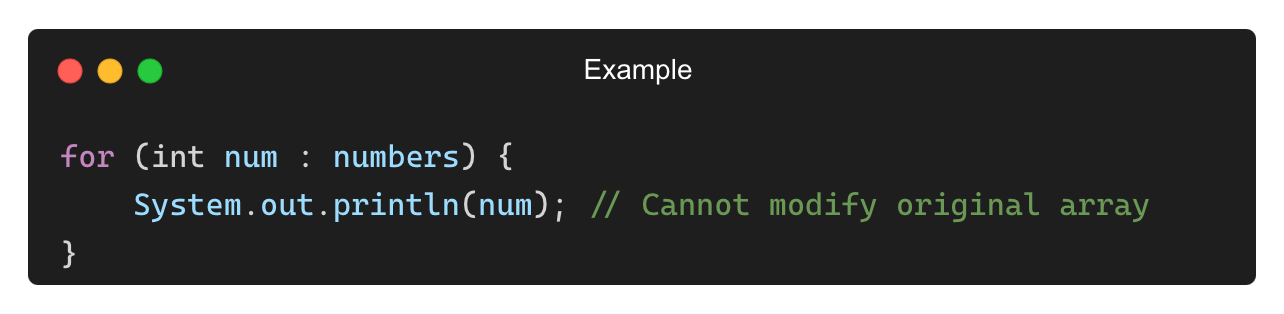 Example
for (int num : numbers) {
    System.out.println(num); // Cannot modify original array
}